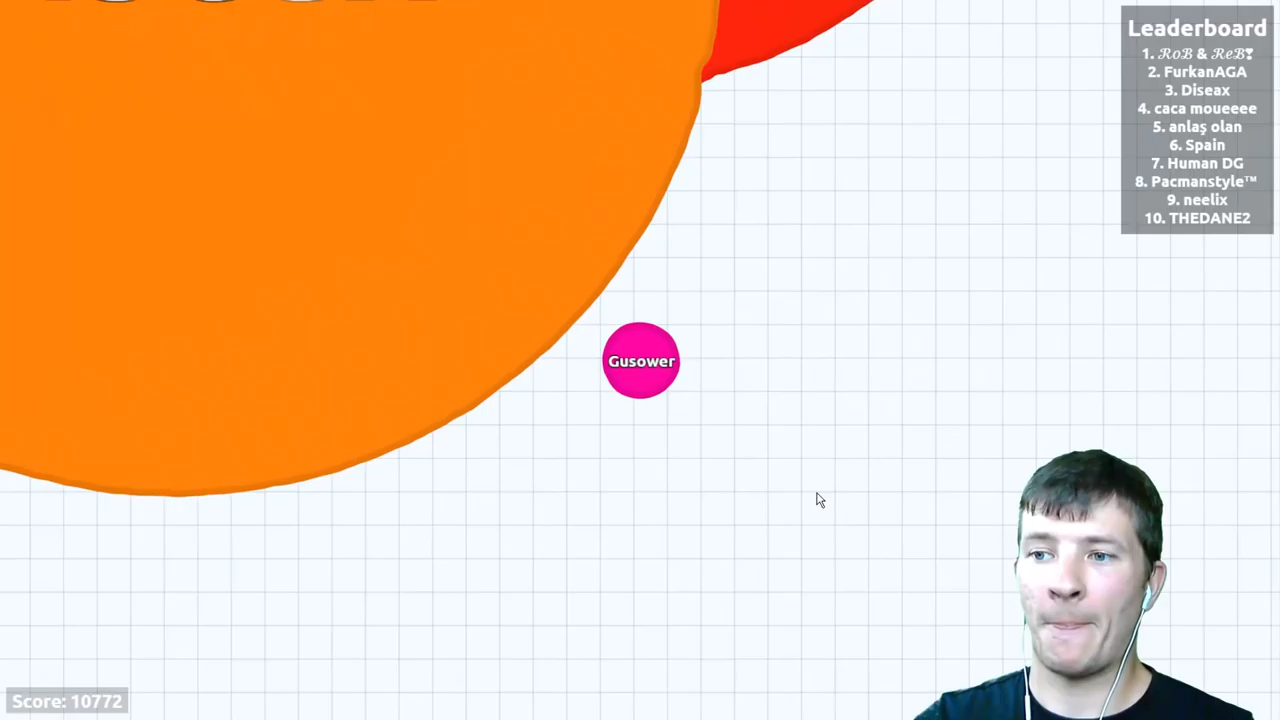 Leaderboard
1. ℛℴℬ & ℛℯℬ❣
2. FurkanAGA
3. Diseax
4. caca moueeee
5. anlaş olan
6. Spain
7. Human DG
8. Pacmanstyle™
9. neelix
10. THEDANE2
Gusower
Score: 10772